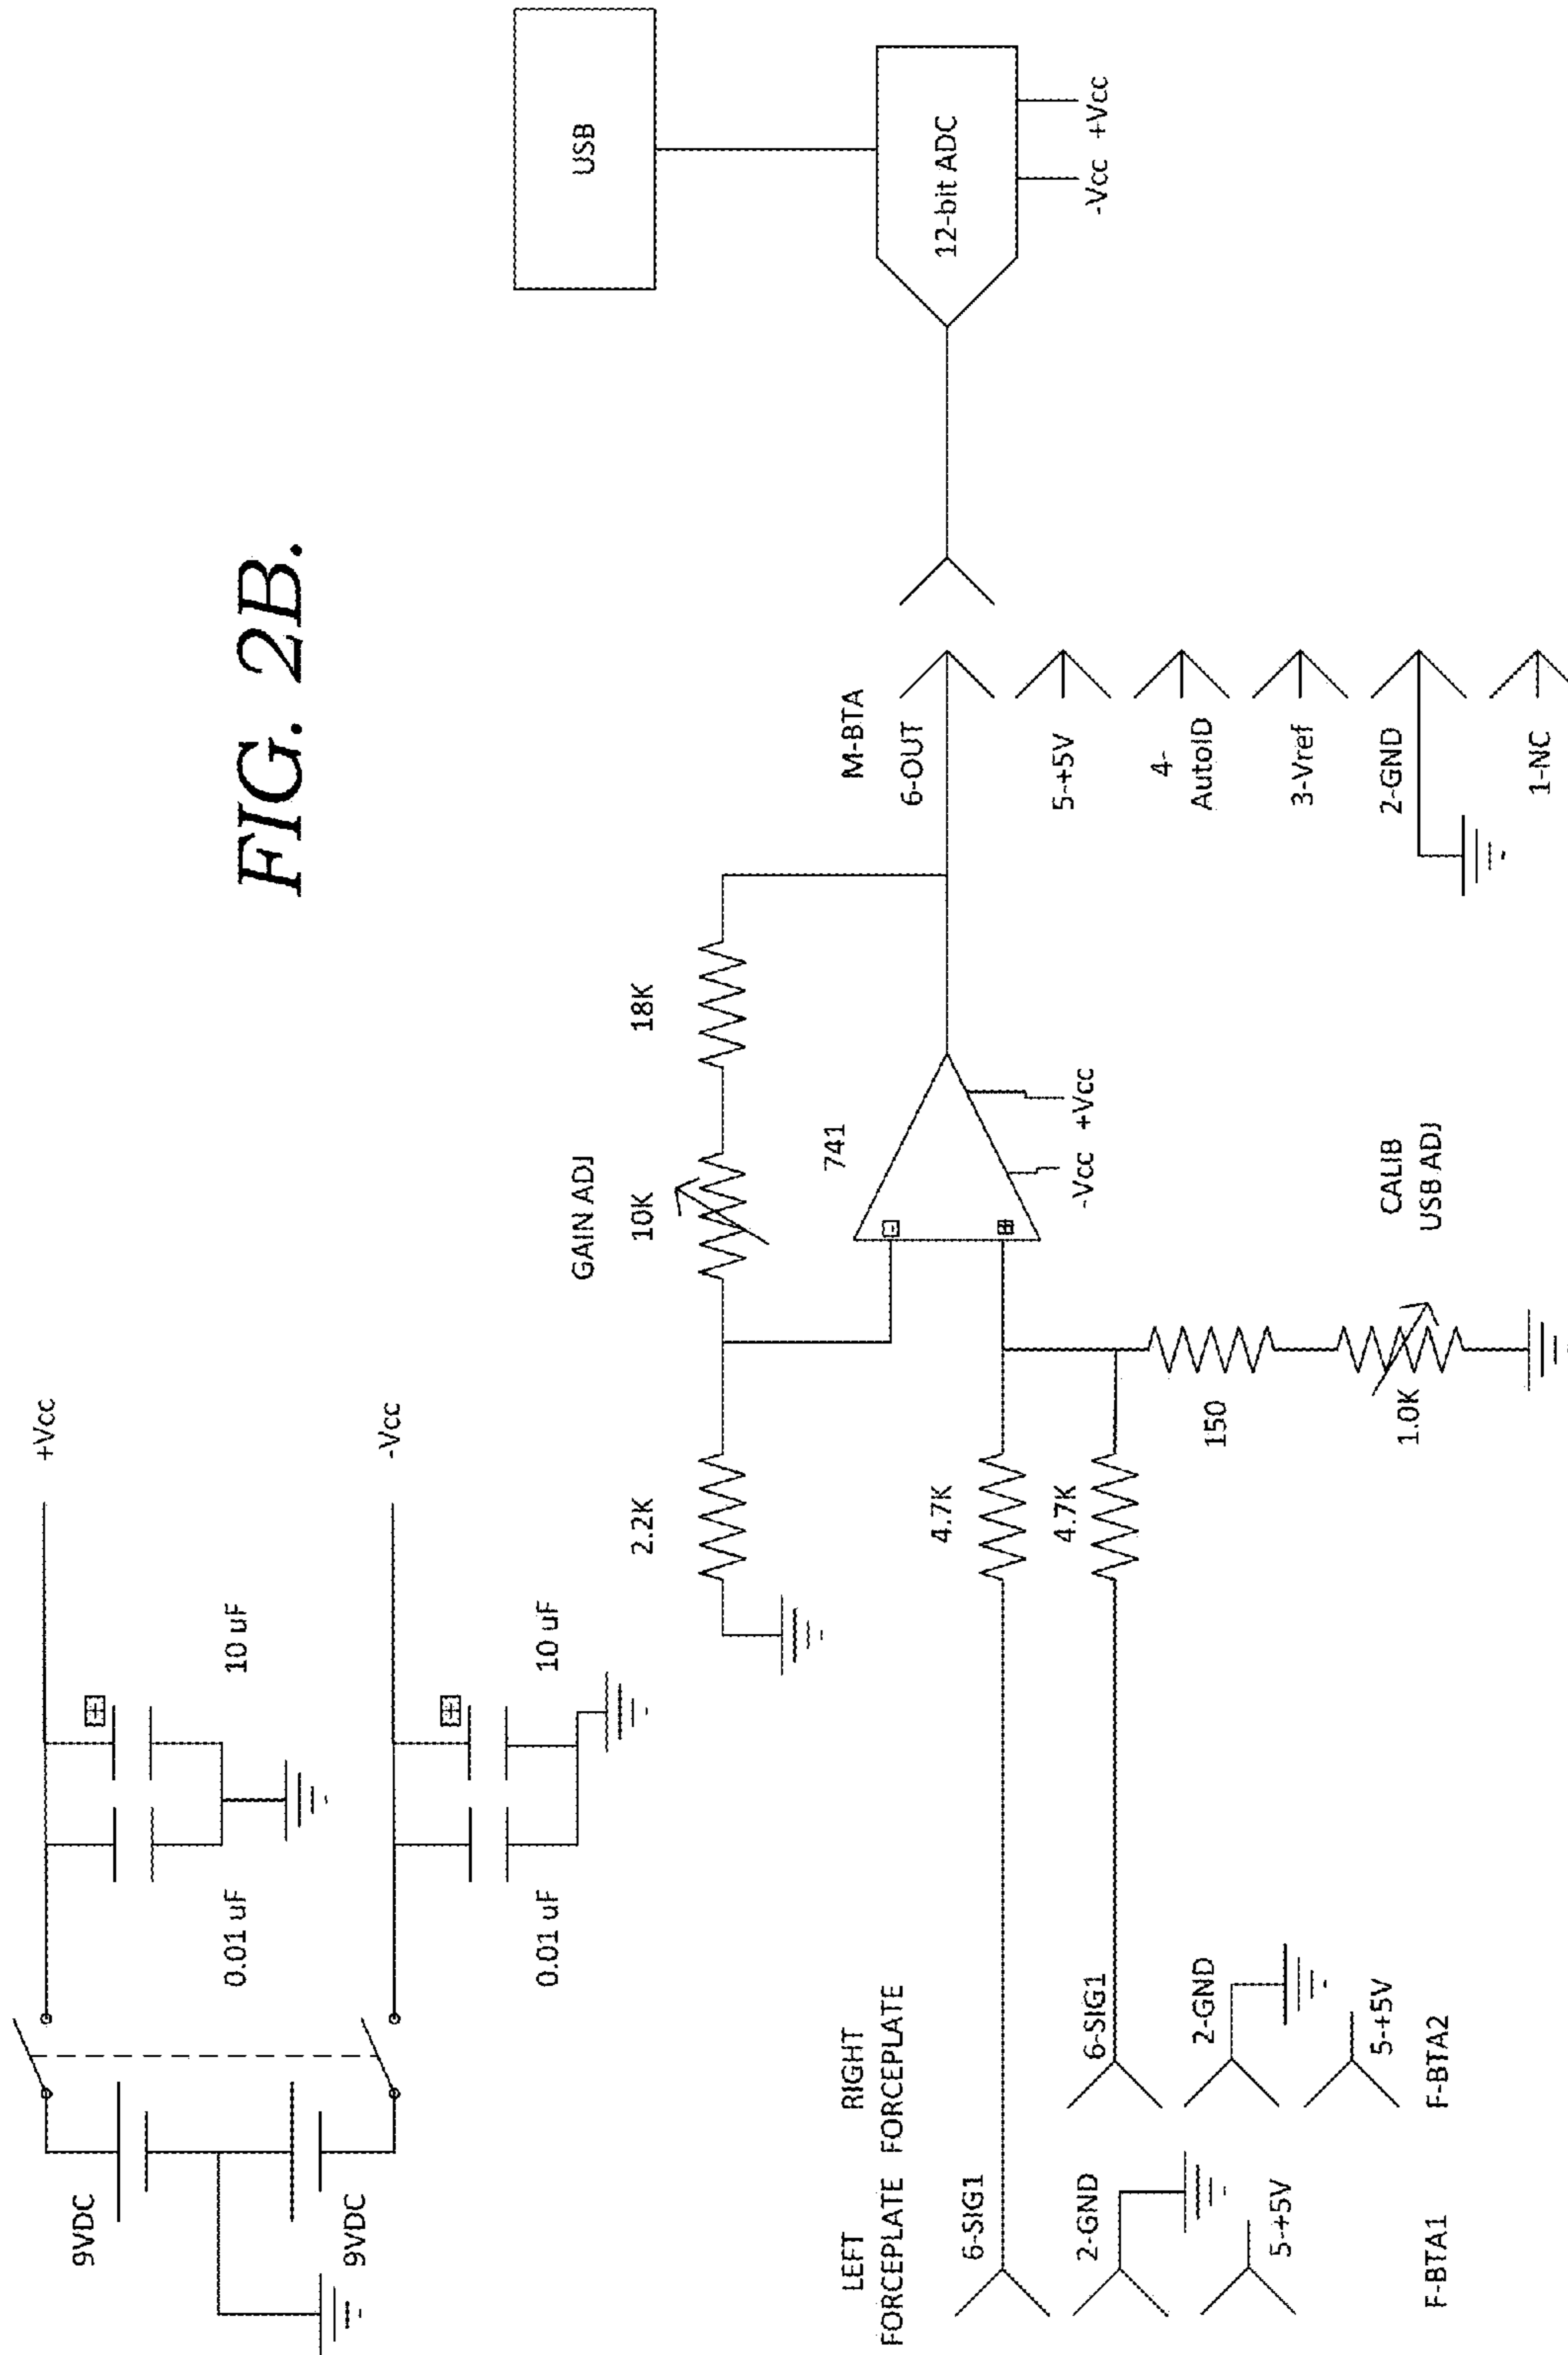 FIG. 2B.
+Vcc
9VDC
0.01 uF
10 uF
-Vcc
9VDC
0.01 uF
10 uF
USB
GAIN ADJ
2.2K
10K
18K
741
-Vcc
+Vcc
12-bit ADC
-Vcc
+Vcc
LEFT
FORCEPLATE
RIGHT
FORCEPLATE
4.7K
4.7K
150
1.0K
CALIB
USB ADJ
6-SIG1
2-GND
5-+5V
F-BTA1
6-SIG1
2-GND
5-+5V
F-BTA2
M-BTA
6-OUT
5-+5V
4-
AutoID
3-Vref
2-GND
1-NC